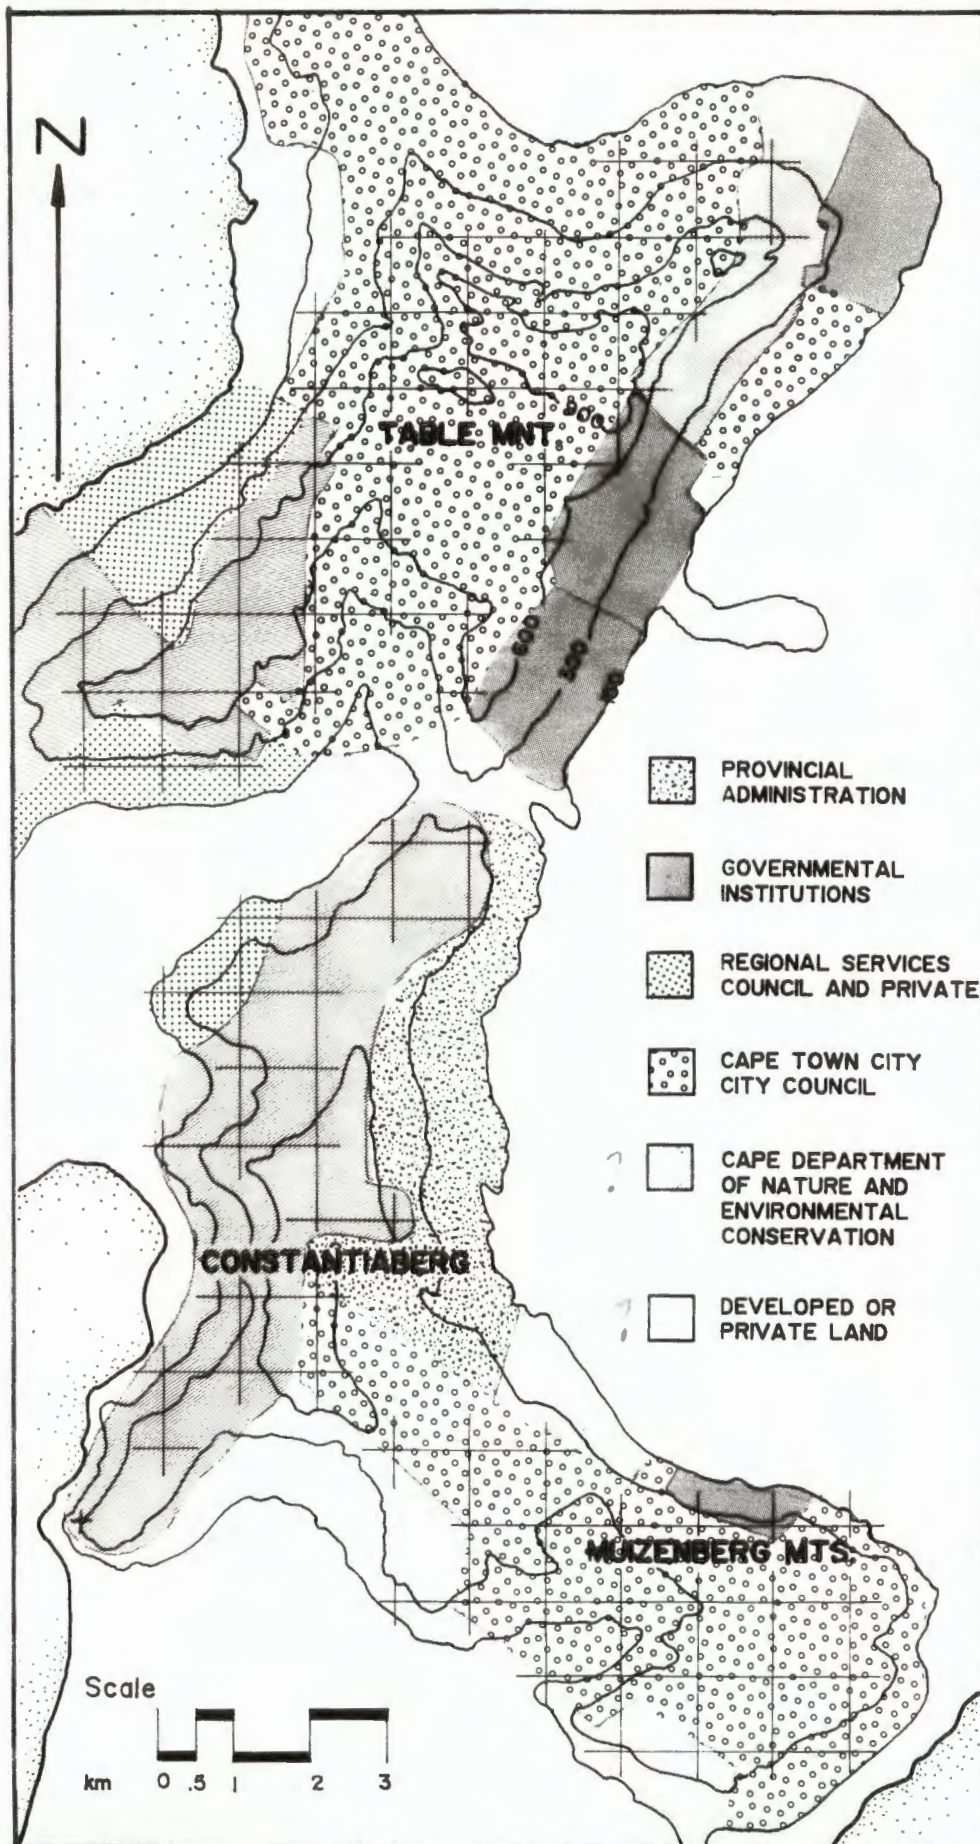 N
900
TABLE MNT.
600
300
100
PROVINCIAL
ADMINISTRATION
GOVERNMENTAL
INSTITUTIONS
REGIONAL SERVICES
COUNCIL AND PRIVATE
CAPE TOWN CITY
CITY COUNCIL
? CAPE DEPARTMENT
OF NATURE AND
ENVIRONMENTAL
CONSERVATION
? DEVELOPED OR
PRIVATE LAND
CONSTANTIABERG
MUIZENBERG MTS.
Scale
km 0 .5 1 2 3